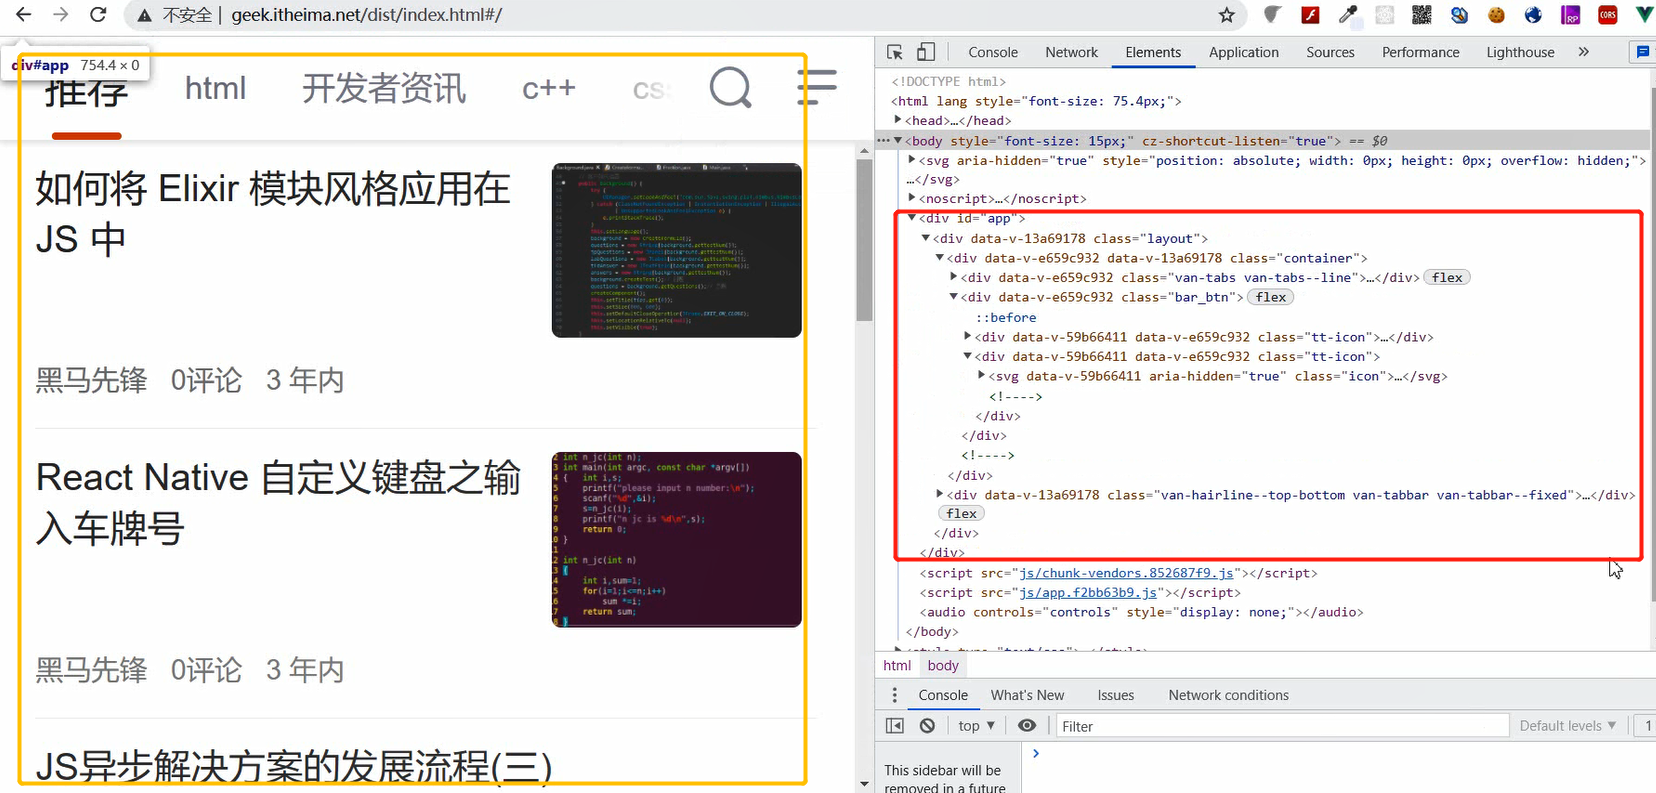 不安全 | geek.itheima.net/dist/index.html#/
div#app 754.4 × 0
推荐 html 开发者资讯 c++ css
如何将 Elixir 模块风格应用在
JS 中
黑马先锋 0评论 3 年内
React Native 自定义键盘之输
入车牌号
int n_jc(int n);
int main(int argc, const char *argv[])
{ int i,s;
printf("please input n number:\n");
scanf("%d",&i);
s=n_jc(i);
printf("n jc is %d\n",s);
return 0;
}
int n_jc(int n)
{
int i,sum=1;
for(i=1;i<=n;i++)
sum *=i;
return sum;
}
黑马先锋 0评论 3 年内
JS异步解决方案的发展流程(三)
Console Network Elements Application Sources Performance Lighthouse »
<!DOCTYPE html>
<html lang style="font-size: 75.4px;">
<head>…</head>
<body style="font-size: 15px;" cz-shortcut-listen="true"> == $0
<svg aria-hidden="true" style="position: absolute; width: 0px; height: 0px; overflow: hidden;">
…</svg>
<noscript>…</noscript>
<div id="app">
<div data-v-13a69178 class="layout">
<div data-v-e659c932 data-v-13a69178 class="container">
<div data-v-e659c932 class="van-tabs van-tabs--line">…</div> flex
<div data-v-e659c932 class="bar_btn"> flex
::before
<div data-v-59b66411 data-v-e659c932 class="tt-icon">…</div>
<div data-v-59b66411 data-v-e659c932 class="tt-icon">
<svg data-v-59b66411 aria-hidden="true" class="icon">…</svg>
<!---->
</div>
</div>
<!---->
</div>
<div data-v-13a69178 class="van-hairline--top-bottom van-tabbar van-tabbar--fixed">…</div>
flex
</div>
</div>
<script src="js/chunk-vendors.852687f9.js"></script>
<script src="js/app.f2bb63b9.js"></script>
<audio controls="controls" style="display: none;"></audio>
</body>
<style type="text/css">…</style>
html body
Console What's New Issues Network conditions
top ▼ Filter Default levels ▼ 1
This sidebar will be
removed in a future